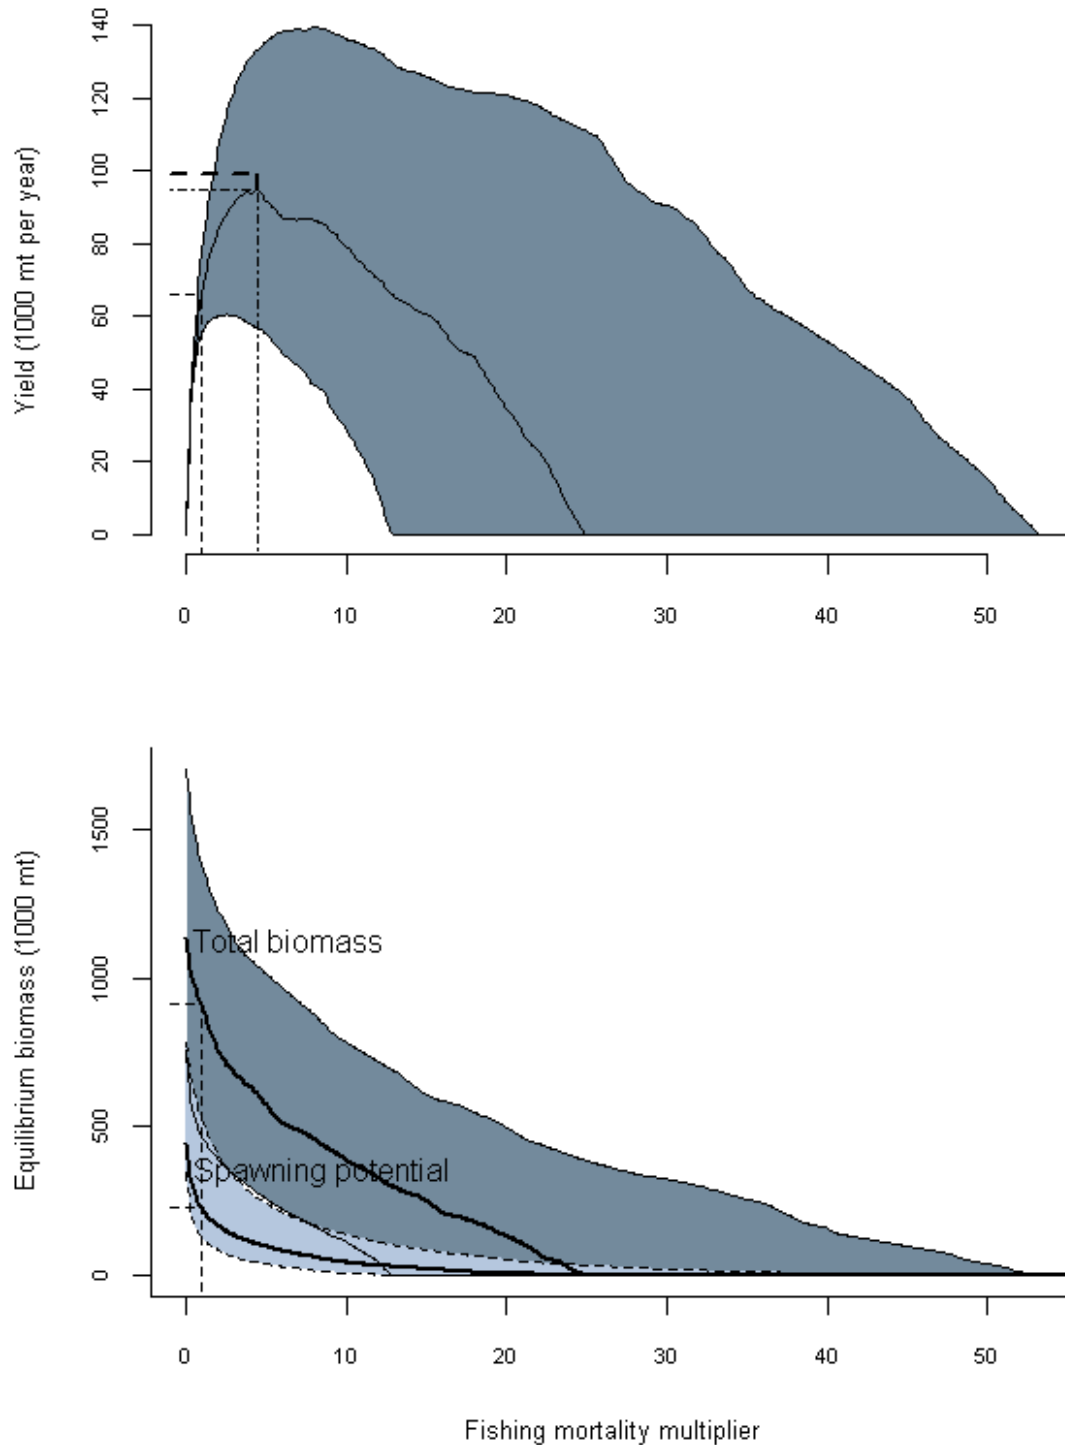 Yield (1000 mt per year)
140
120
100
80
60
40
20
0
0 10 20 30 40 50
Equilibrium biomass (1000 mt)
1500
1000
500
0
Total biomass
Spawning potential
0 10 20 30 40 50
Fishing mortality multiplier